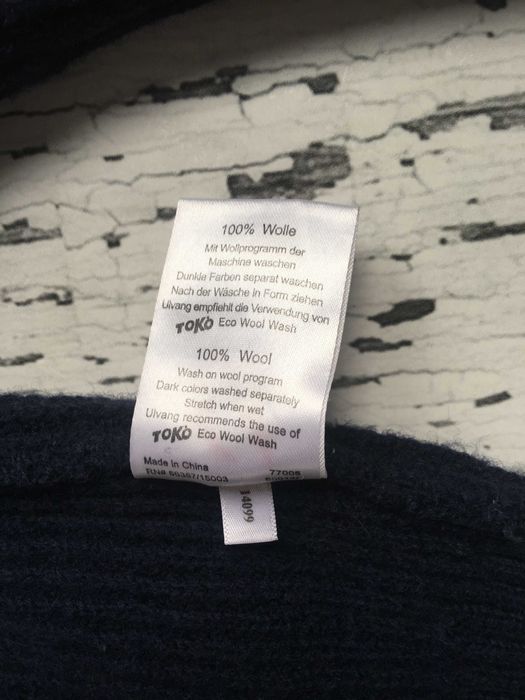 100% Wolle
Mit Wollprogramm der
Maschine waschen
Dunkle Farben separat waschen
Nach der Wäsche in Form ziehen
Ulvang empfiehlt die Verwendung von
TOKO Eco Wool Wash
100% Wool
Wash on wool program
Dark colors washed separately
Stretch when wet
Ulvang recommends the use of
TOKO Eco Wool Wash
Made in China
77006
14099